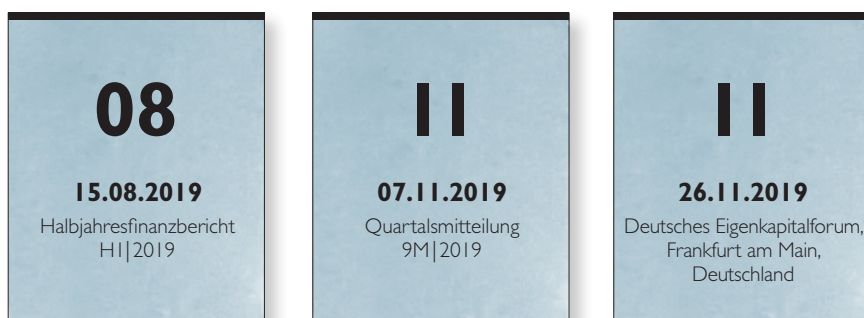 08
15.08.2019
Halbjahresfinanzbericht
H1|2019
11
07.11.2019
Quartalsmitteilung
9M|2019
11
26.11.2019
Deutsches Eigenkapitalforum,
Frankfurt am Main,
Deutschland